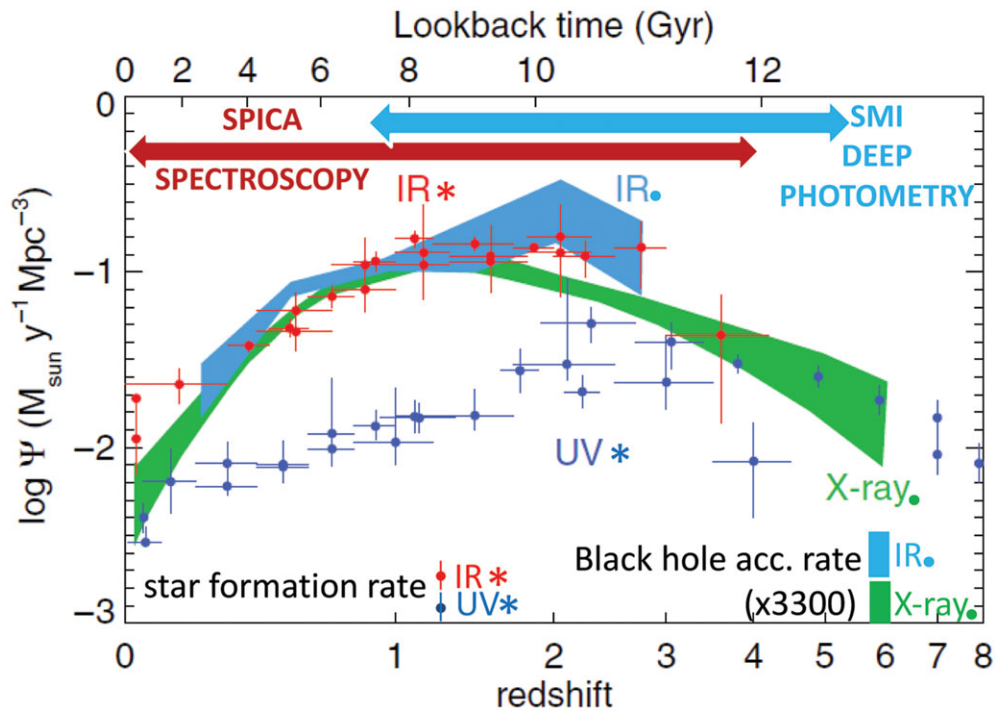 Lookback time (Gyr)
0 2 4 6 8 10 12
0
SPICA
SMI
DEEP
SPECTROSCOPY
PHOTOMETRY
IR* IR•
−1
log Ψ (Msun y−1 Mpc−3)
−2
UV*
X-ray•
star formation rate
IR*
UV*
Black hole acc. rate
(x3300)
IR•
X-ray•
−3
0 1 2 3 4 5 6 7 8
redshift